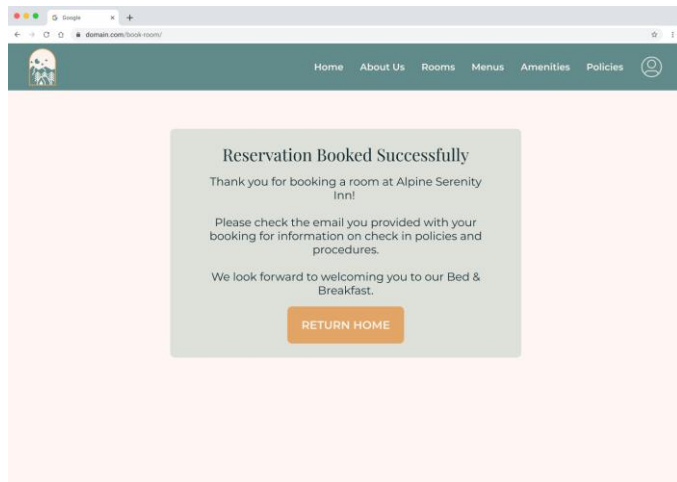 Google
domain.com/book-room/
Home About Us Rooms Menus Amenities Policies
Reservation Booked Successfully
Thank you for booking a room at Alpine Serenity
Inn!
Please check the email you provided with your
booking for information on check in policies and
procedures.
We look forward to welcoming you to our Bed &
Breakfast.
RETURN HOME